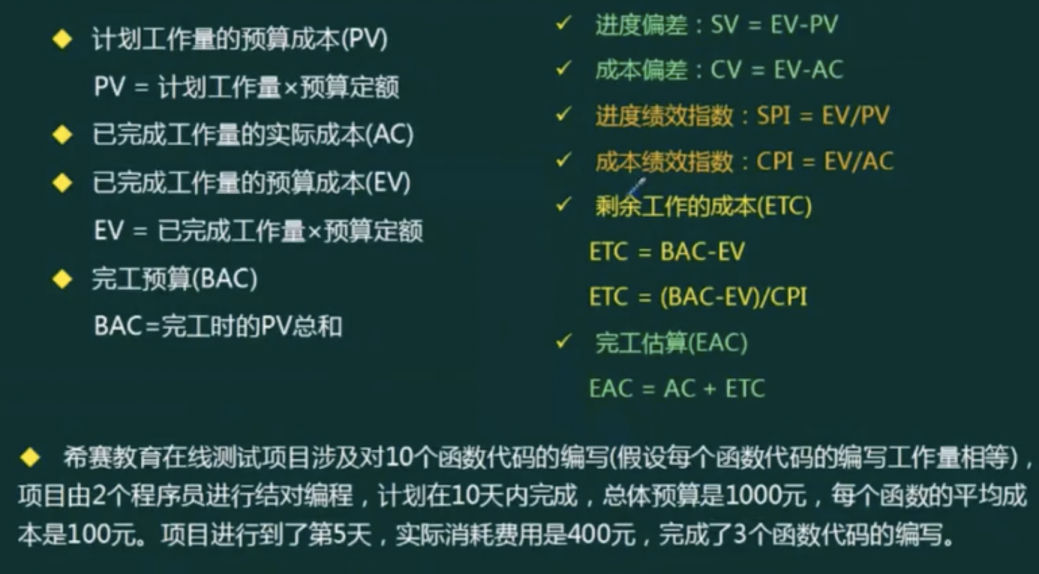 计划工作量的预算成本(PV)
PV = 计划工作量×预算定额
已完成工作量的实际成本(AC)
已完成工作量的预算成本(EV)
EV = 已完成工作量×预算定额
完工预算(BAC)
BAC=完工时的PV总和
进度偏差：SV = EV-PV
成本偏差：CV = EV-AC
进度绩效指数：SPI = EV/PV
成本绩效指数：CPI = EV/AC
剩余工作的成本(ETC)
ETC = BAC-EV
ETC = (BAC-EV)/CPI
完工估算(EAC)
EAC = AC + ETC
希赛教育在线测试项目涉及对10个函数代码的编写(假设每个函数代码的编写工作量相等)，
项目由2个程序员进行结对编程，计划在10天内完成，总体预算是1000元，每个函数的平均成
本是100元。项目进行到了第5天，实际消耗费用是400元，完成了3个函数代码的编写。